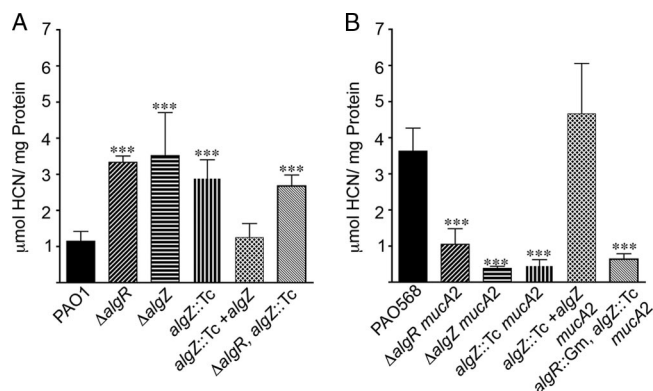 A
µmol HCN/ mg Protein
7
6
5
4
3
2
1
***
***
***
***
PAO1
ΔalgR
ΔalgZ
algZ::Tc
algZ::Tc +algZ
ΔalgR, algZ::Tc
B
µmol HCN/ mg Protein
7
6
5
4
3
2
1
***
***
***
***
PAO568
ΔalgR mucA2
ΔalgZ mucA2
algZ::Tc mucA2
algZ::Tc +algZ
mucA2
algR::Gm, algZ::Tc
mucA2